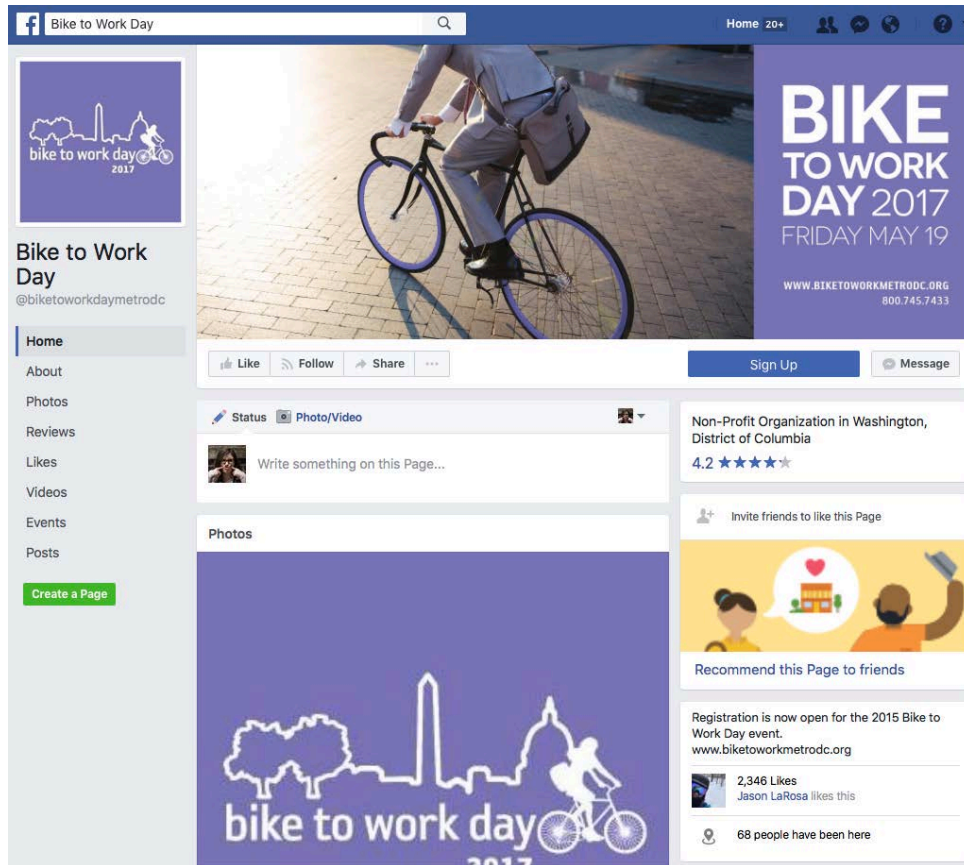 Bike to Work Day
Home 20+
bike to work day
2017
Bike to Work
Day
@biketoworkdaymetrodc
Home
About
Photos
Reviews
Likes
Videos
Events
Posts
Create a Page
BIKE
TO WORK
DAY 2017
FRIDAY MAY 19
WWW.BIKETOWORKMETRODC.ORG
800.745.7433
Like
Follow
Share
...
Sign Up
Message
Status
Photo/Video
Write something on this Page...
Photos
bike to work day
2017
Non-Profit Organization in Washington,
District of Columbia
4.2
Invite friends to like this Page
Recommend this Page to friends
Registration is now open for the 2015 Bike to
Work Day event.
www.biketoworkmetrodc.org
2,346 Likes
Jason LaRosa likes this
68 people have been here